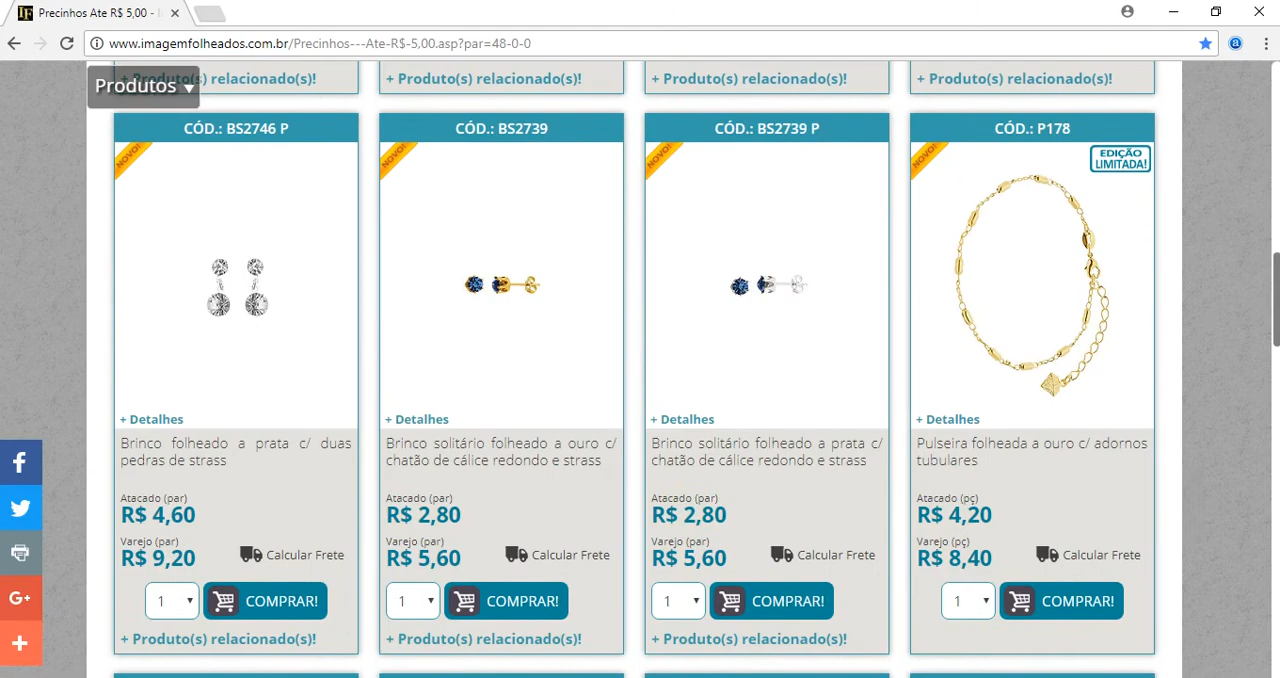 Precinhos Ate R$ 5,00 - I
www.imagemfolheados.com.br/Precinhos---Ate-R$-5,00.asp?par=48-0-0
+ Produto(s) relacionado(s)!
+ Produto(s) relacionado(s)!
+ Produto(s) relacionado(s)!
+ Produto(s) relacionado(s)!
Produtos
CÓD.: BS2746 P
NOVO!
+ Detalhes
Brinco folheado a prata c/ duas
pedras de strass
Atacado (par)
R$ 4,60
Varejo (par)
R$ 9,20
Calcular Frete
1
COMPRAR!
+ Produto(s) relacionado(s)!
CÓD.: BS2739
NOVO!
+ Detalhes
Brinco solitário folheado a ouro c/
chatão de cálice redondo e strass
Atacado (par)
R$ 2,80
Varejo (par)
R$ 5,60
Calcular Frete
1
COMPRAR!
+ Produto(s) relacionado(s)!
CÓD.: BS2739 P
NOVO!
+ Detalhes
Brinco solitário folheado a prata c/
chatão de cálice redondo e strass
Atacado (par)
R$ 2,80
Varejo (par)
R$ 5,60
Calcular Frete
1
COMPRAR!
+ Produto(s) relacionado(s)!
CÓD.: P178
NOVO!
EDIÇÃO
LIMITADA!
+ Detalhes
Pulseira folheada a ouro c/ adornos
tubulares
Atacado (pç)
R$ 4,20
Varejo (pç)
R$ 8,40
Calcular Frete
1
COMPRAR!